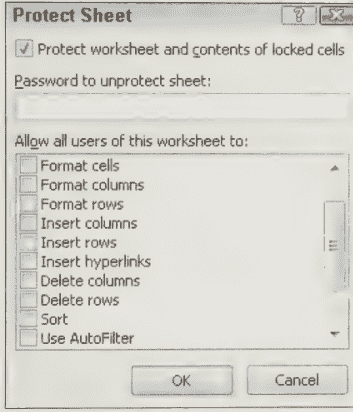 Protect Sheet
Protect worksheet and contents of locked cells
Password to unprotect sheet:
Allow all users of this worksheet to:
Format cells
Format columns
Format rows
Insert columns
Insert rows
Insert hyperlinks
Delete columns
Delete rows
Sort
Use AutoFilter
OK
Cancel